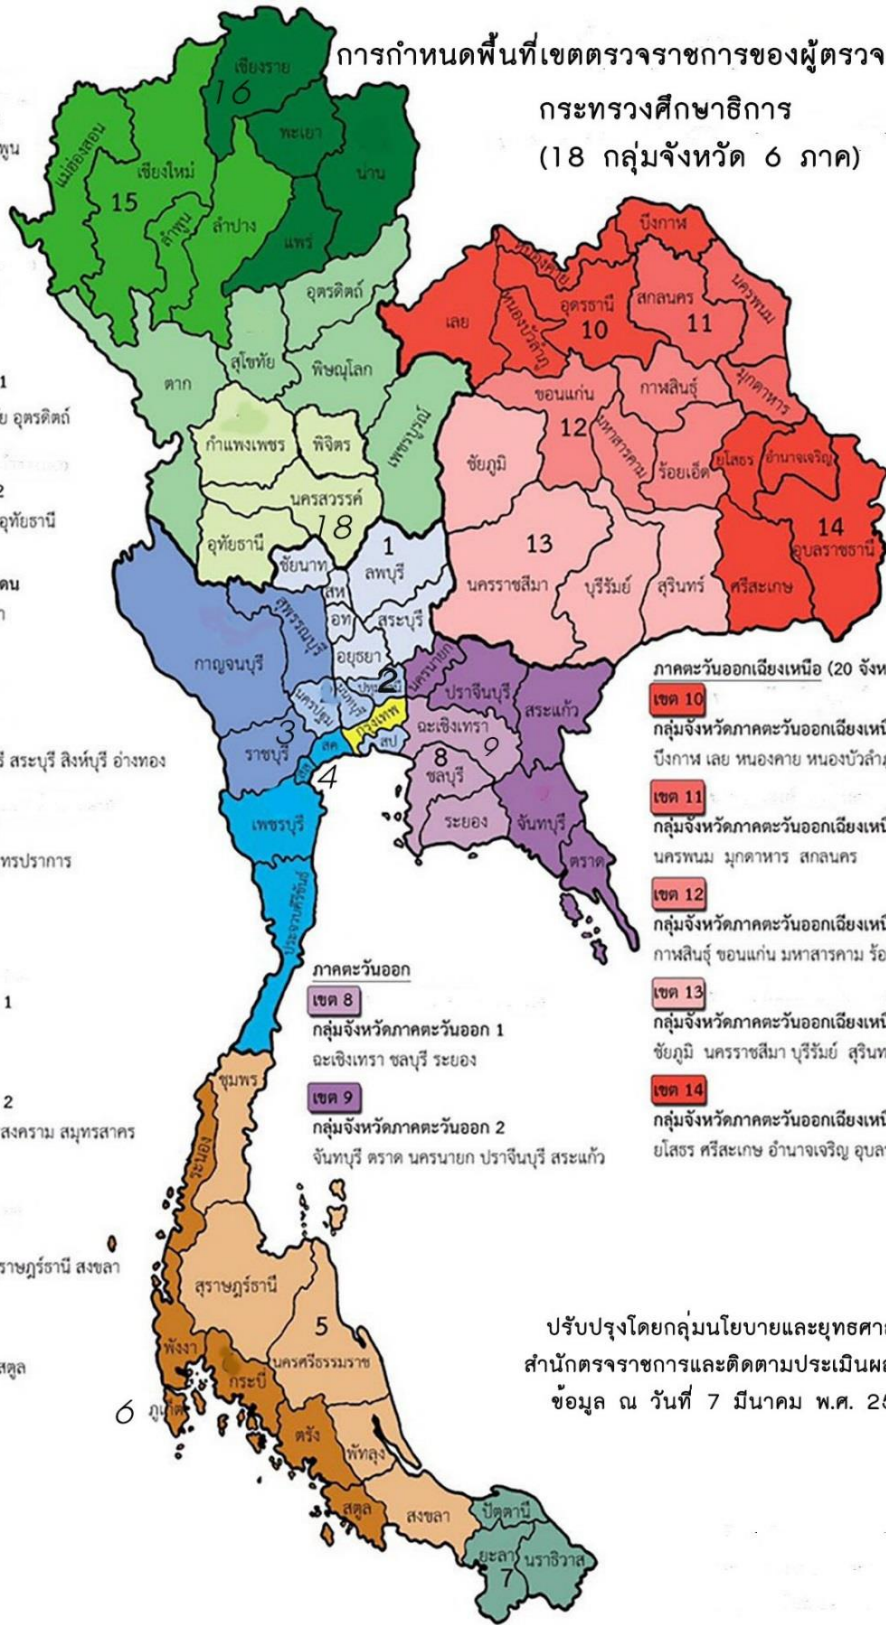 การกำหนดพื้นที่เขตตรวจราชการของผู้ตรวจ
กระทรวงศึกษาธิการ
(18 กลุ่มจังหวัด 6 ภาค)
พูน
1
ย อุตรดิตถ์
2
อุทัยธานี
ดน
า
รี สระบุรี สิงห์บุรี อ่างทอง
ทรปราการ
1
2
สงคราม สมุทรสาคร
ราษฎร์ธานี สงขลา
สตูล
เชียงราย
16
พะเยา
น่าน
แม่ฮ่องสอน
เชียงใหม่
15
ลำพูน
ลำปาง
แพร่
อุตรดิตถ์
ตาก
สุโขทัย
พิษณุโลก
กำแพงเพชร
พิจิตร
เพชรบูรณ์
นครสวรรค์
18
อุทัยธานี
บึงกาฬ
หนองคาย
เลย
หนองบัวลำภู
อุดรธานี
10
สกลนคร
11
นครพนม
ขอนแก่น
12
กาฬสินธุ์
มุกดาหาร
มหาสารคาม
ร้อยเอ็ด
ยโสธร
อำนาจเจริญ
ชัยภูมิ
13
นครราชสีมา
บุรีรัมย์
สุรินทร์
ศรีสะเกษ
14
อุบลราชธานี
ชัยนาท
1
ลพบุรี
สห
อท
สระบุรี
อยุธยา
สุพรรณบุรี
กาญจนบุรี
นครปฐม
นนทบุรี
2
ปทุมธานี
กรุงเทพ
สป
3
ราชบุรี
สค
สส
4
เพชรบุรี
ประจวบคีรีขันธ์
นครนายก
ปราจีนบุรี
สระแก้ว
ฉะเชิงเทรา
9
8
ชลบุรี
ระยอง
จันทบุรี
ตราด
ชุมพร
ระนอง
สุราษฎร์ธานี
5
นครศรีธรรมราช
พังงา
กระบี่
6
ภูเก็ต
ตรัง
พัทลุง
สตูล
สงขลา
ปัตตานี
ยะลา
7
นราธิวาส
ภาคตะวันออก
เขต 8
กลุ่มจังหวัดภาคตะวันออก 1
ฉะเชิงเทรา ชลบุรี ระยอง
เขต 9
กลุ่มจังหวัดภาคตะวันออก 2
จันทบุรี ตราด นครนายก ปราจีนบุรี สระแก้ว
ภาคตะวันออกเฉียงเหนือ (20 จังห
เขต 10
กลุ่มจังหวัดภาคตะวันออกเฉียงเหนื
บึงกาฬ เลย หนองคาย หนองบัวลำภ
เขต 11
กลุ่มจังหวัดภาคตะวันออกเฉียงเหนื
นครพนม มุกดาหาร สกลนคร
เขต 12
กลุ่มจังหวัดภาคตะวันออกเฉียงเหนื
กาฬสินธุ์ ขอนแก่น มหาสารคาม ร้อ
เขต 13
กลุ่มจังหวัดภาคตะวันออกเฉียงเหนื
ชัยภูมิ นครราชสีมา บุรีรัมย์ สุรินท
เขต 14
กลุ่มจังหวัดภาคตะวันออกเฉียงเหนื
ยโสธร ศรีสะเกษ อำนาจเจริญ อุบล
ปรับปรุงโดยกลุ่มนโยบายและยุทธศา
สำนักตรจราชการและติดตามประเมินผล
ข้อมูล ณ วันที่ 7 มีนาคม พ.ศ. 25